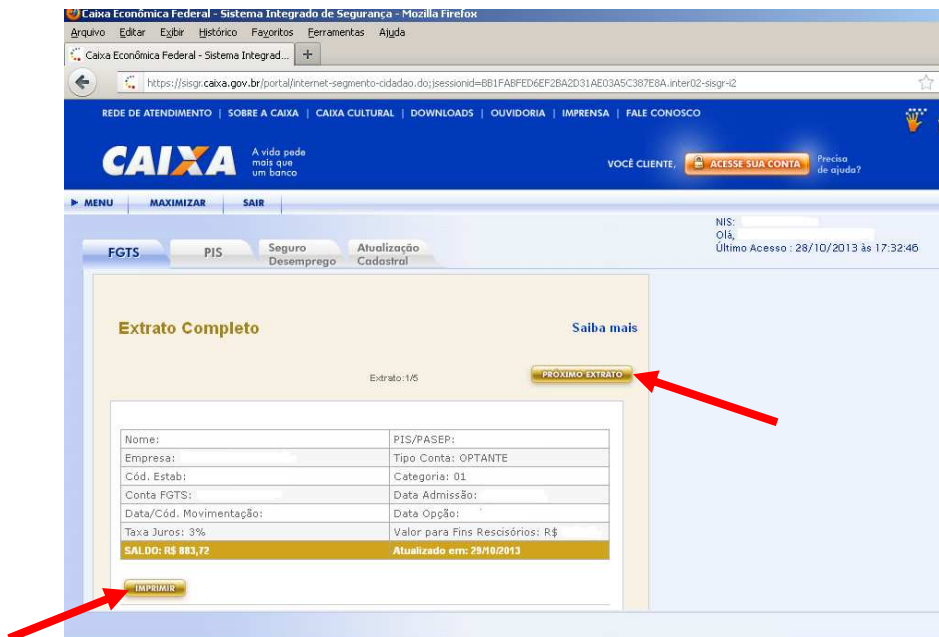 Caixa Econômica Federal - Sistema Integrado de Segurança - Mozilla Firefox
Arquivo Editar Exibir Histórico Favoritos Ferramentas Ajuda
Caixa Econômica Federal - Sistema Integrad... +
https://sisgr.caixa.gov.br/portal/internet-segmento-cidadao.do;jsessionid=BB1FABFED6EF2BA2D31AE03A5C387E8A.inter02-sisgr-i2
REDE DE ATENDIMENTO | SOBRE A CAIXA | CAIXA CULTURAL | DOWNLOADS | OUVIDORIA | IMPRENSA | FALE CONOSCO
CAIXA
A vida pede
mais que
um banco
VOCÊ CLIENTE, ACESSE SUA CONTA
Precisa
de ajuda?
MENU MAXIMIZAR SAIR
NIS:
Olá,
Último Acesso : 28/10/2013 às 17:32:46
FGTS
PIS
Seguro
Desemprego
Atualização
Cadastral
Extrato Completo
Saiba mais
Extrato:1/5
PRÓXIMO EXTRATO
Nome: PIS/PASEP:
Empresa: Tipo Conta: OPTANTE
Cód. Estab: Categoria: 01
Conta FGTS: Data Admissão:
Data/Cód. Movimentação: Data Opção:
Taxa Juros: 3% Valor para Fins Rescisórios: R$
SALDO: R$ 883,72 Atualizado em: 29/10/2013
IMPRIMIR